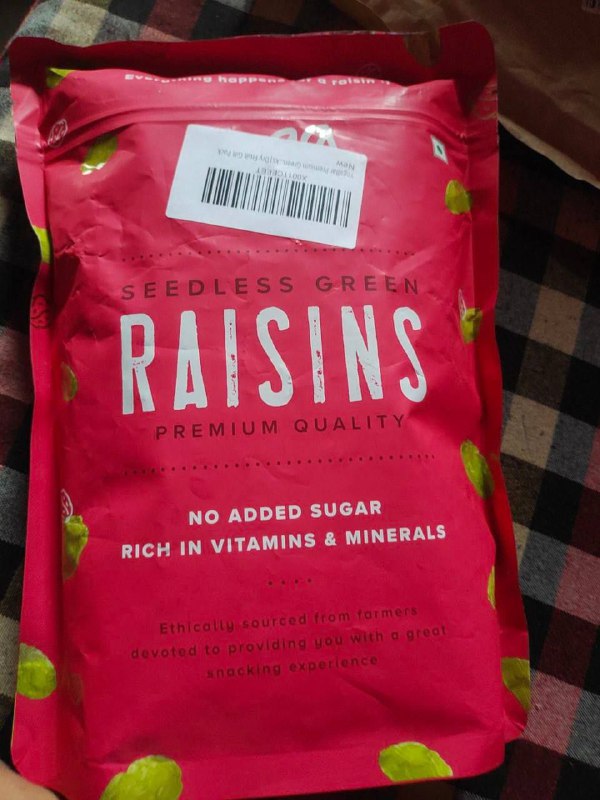 SEEDLESS GREEN
RAISINS
PREMIUM QUALITY
NO ADDED SUGAR
RICH IN VITAMINS & MINERALS
Ethically sourced from farmers
devoted to providing you with a great
snacking experience
New